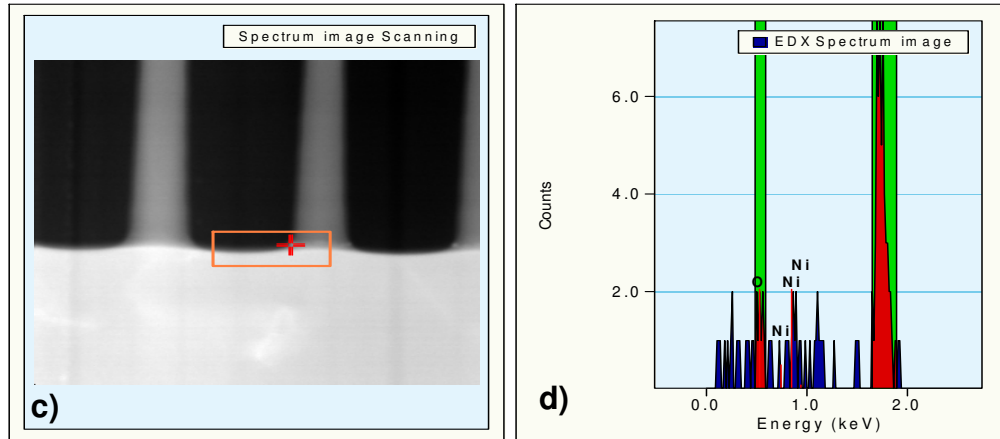 Spectrum image Scanning
c)
EDX Spectrum image
6.0
4.0
2.0
Counts
O
Ni
Ni
Ni
0.0
1.0
2.0
Energy (keV)
d)